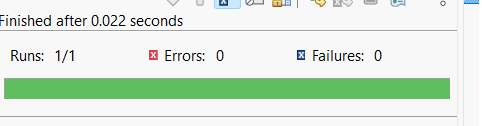 Finished after 0.022 seconds
Runs: 1/1 Errors: 0 Failures: 0